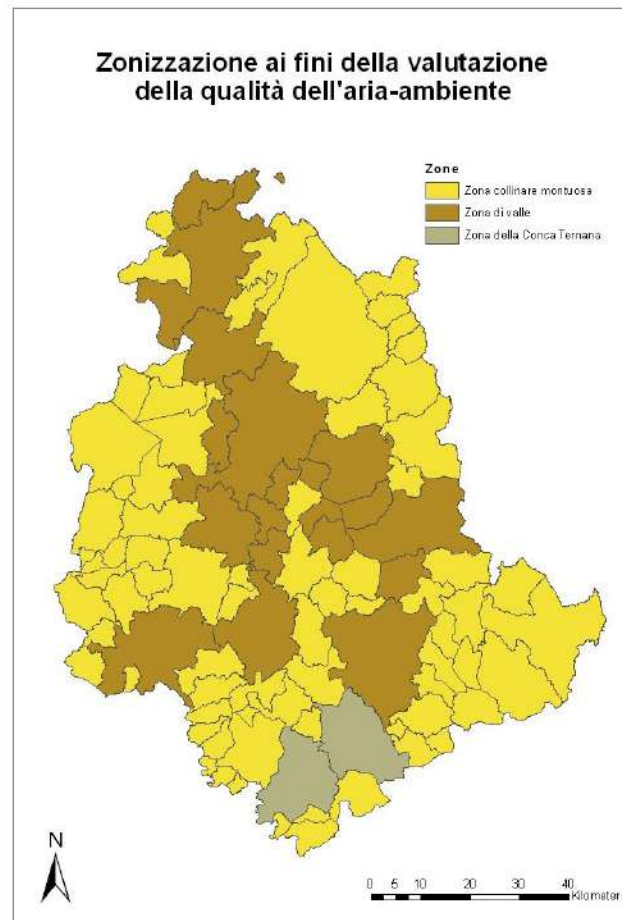 Zonizzazione ai fini della valutazione
della qualità dell'aria-ambiente
Zone
Zona collinare montuosa
Zona di valle
Zona della Conca Ternana
N
0 5 10 20 30 40
Kilometer